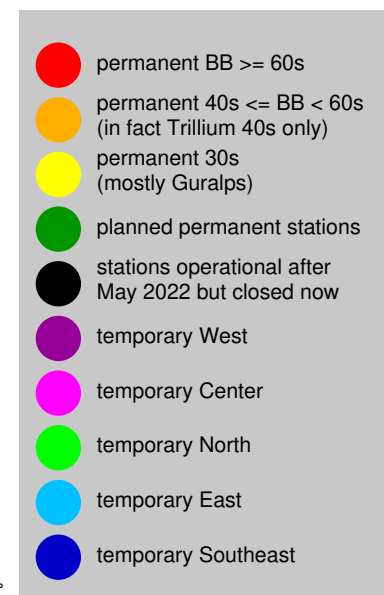 permanent BB >= 60s
permanent 40s <= BB < 60s
(in fact Trillium 40s only)
permanent 30s
(mostly Guralps)
planned permanent stations
stations operational after
May 2022 but closed now
temporary West
temporary Center
temporary North
temporary East
temporary Southeast